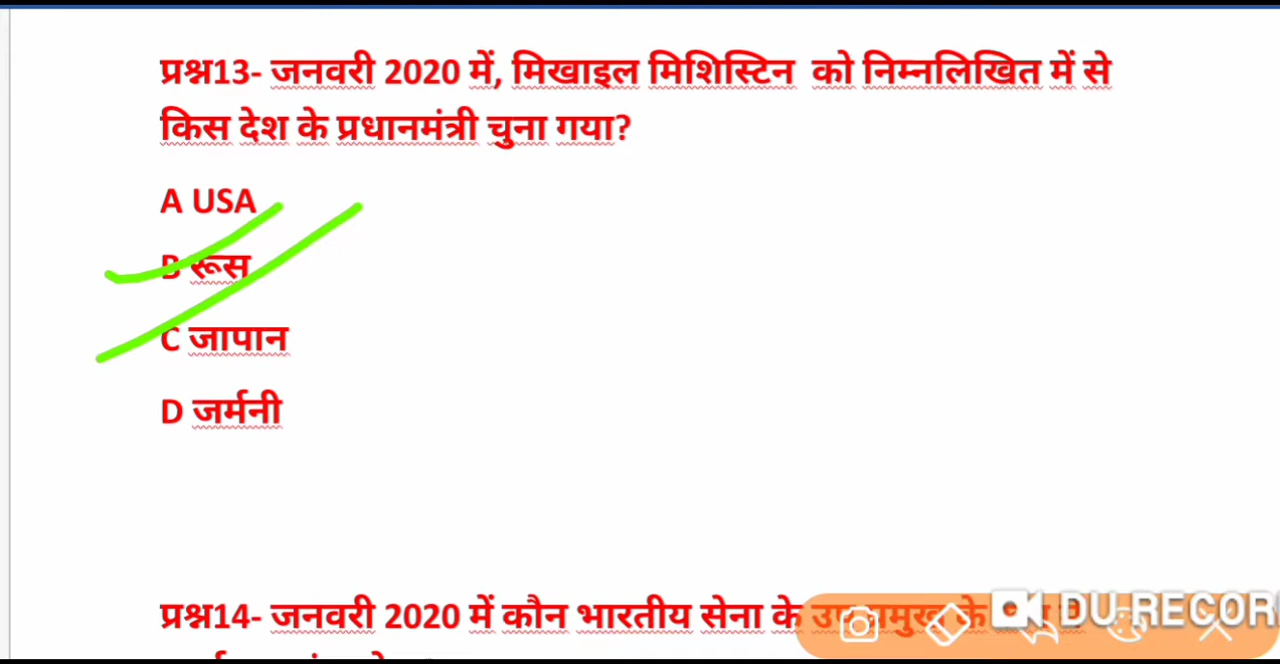 प्रश्न13- जनवरी 2020 में, मिखाइल मिशिस्टिन को निम्नलिखित में से
किस देश के प्रधानमंत्री चुना गया?
A USA
B रूस
C जापान
D जर्मनी
प्रश्न14- जनवरी 2020 में कौन भारतीय सेना के
DU RECOR